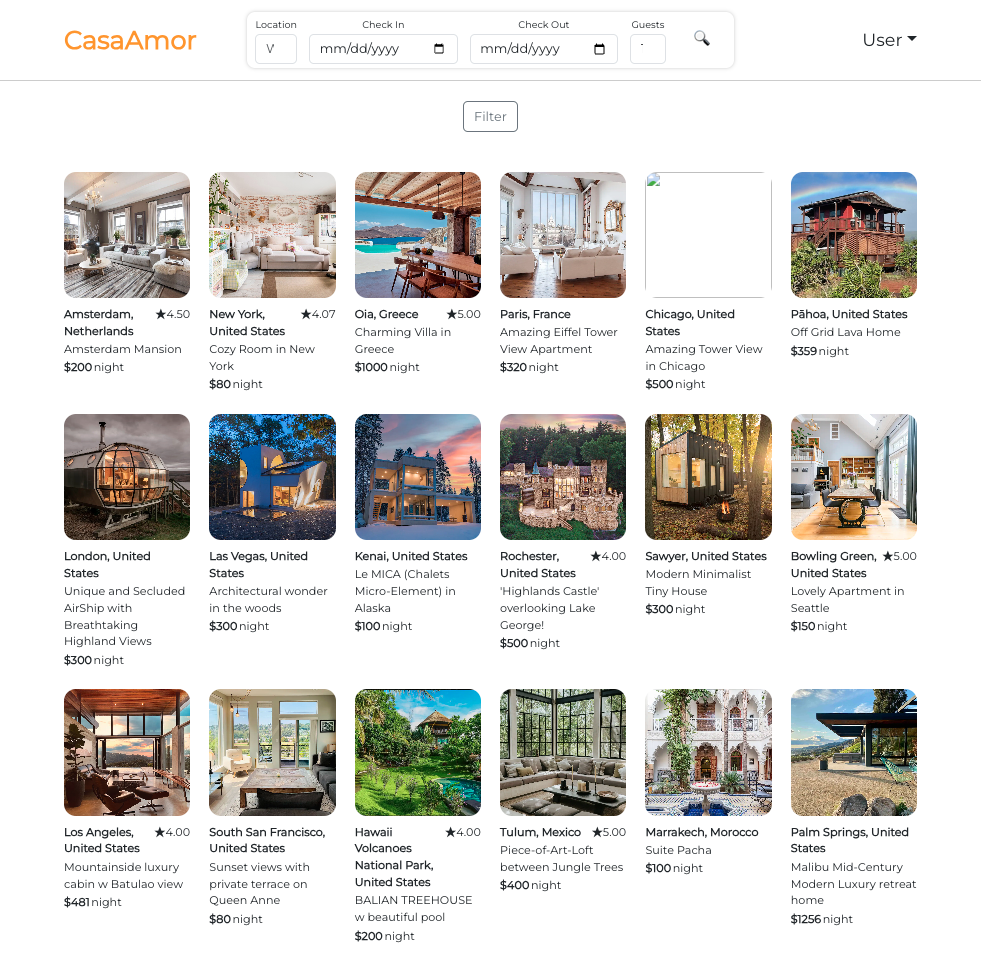 CasaAmor
Location
Check In
Check Out
Guests
mm/dd/yyyy
mm/dd/yyyy
🔍
User
Filter
Amsterdam, ★4.50
Netherlands
Amsterdam Mansion
$200 night
New York, ★4.07
United States
Cozy Room in New
York
$80 night
Oia, Greece ★5.00
Charming Villa in
Greece
$1000 night
Paris, France
Amazing Eiffel Tower
View Apartment
$320 night
Chicago, United
States
Amazing Tower View
in Chicago
$500 night
Pāhoa, United States
Off Grid Lava Home
$359 night
London, United
States
Unique and Secluded
AirShip with
Breathtaking
Highland Views
$300 night
Las Vegas, United
States
Architectural wonder
in the woods
$300 night
Kenai, United States
Le MICA (Chalets
Micro-Element) in
Alaska
$100 night
Rochester, ★4.00
United States
'Highlands Castle'
overlooking Lake
George!
$500 night
Sawyer, United States
Modern Minimalist
Tiny House
$300 night
Bowling Green, ★5.00
United States
Lovely Apartment in
Seattle
$150 night
Los Angeles, ★4.00
United States
Mountainside luxury
cabin w Batulao view
$481 night
South San Francisco,
United States
Sunset views with
private terrace on
Queen Anne
$80 night
Hawaii ★4.00
Volcanoes
National Park,
United States
BALIAN TREEHOUSE
w beautiful pool
$200 night
Tulum, Mexico ★5.00
Piece-of-Art-Loft
between Jungle Trees
$400 night
Marrakech, Morocco
Suite Pacha
$100 night
Palm Springs, United
States
Malibu Mid-Century
Modern Luxury retreat
home
$1256 night